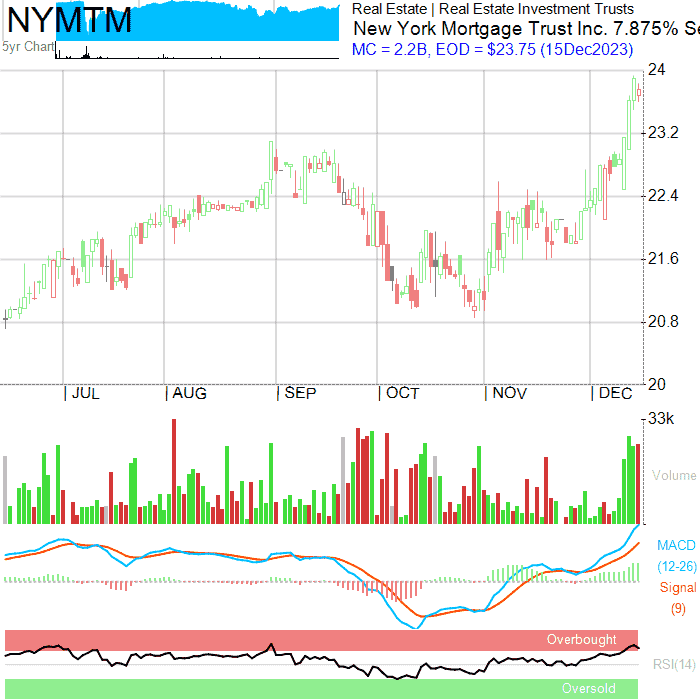 NYMTM
Real Estate | Real Estate Investment Trusts
New York Mortgage Trust Inc. 7.875% Se
5yr Chart
MC = 2.2B, EOD = $23.75 (15Dec2023)
24
23.2
22.4
21.6
20.8
20
| JUL | AUG | SEP | OCT | NOV | DEC
33k
Volume
MACD
(12-26)
Signal
(9)
Overbought
RSI(14)
Oversold